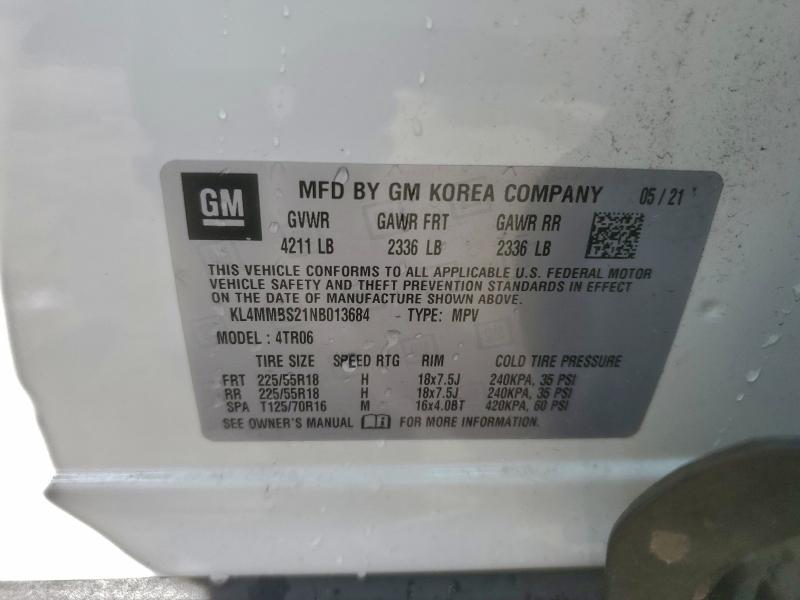 GM MFD BY GM KOREA COMPANY 05 / 21
GVWR GAWR FRT GAWR RR
4211 LB 2336 LB 2336 LB
THIS VEHICLE CONFORMS TO ALL APPLICABLE U.S. FEDERAL MOTOR
VEHICLE SAFETY AND THEFT PREVENTION STANDARDS IN EFFECT
ON THE DATE OF MANUFACTURE SHOWN ABOVE.
KL4MMBS21NB013684 TYPE: MPV
MODEL : 4TR06
TIRE SIZE SPEED RTG RIM COLD TIRE PRESSURE
FRT 225/55R18 H 18x7.5J 240KPA, 35 PSI
RR 225/55R18 H 18x7.5J 240KPA, 35 PSI
SPA T125/70R16 M 16x4.0BT 420KPA, 60 PSI
SEE OWNER'S MANUAL FOR MORE INFORMATION.